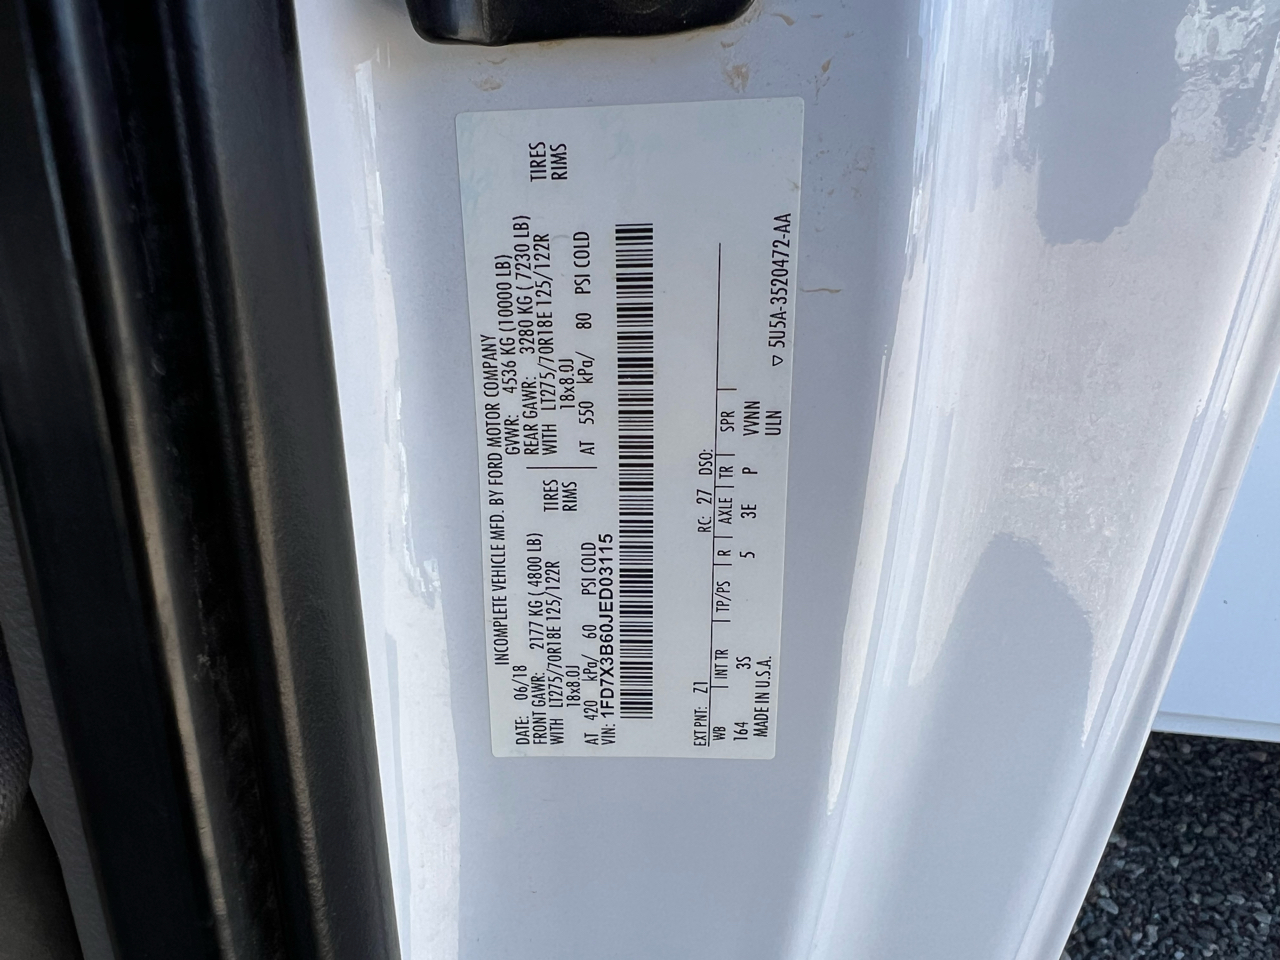 INCOMPLETE VEHICLE MFD. BY FORD MOTOR COMPANY
DATE: 06/18 GVWR: 4536 KG (10000 LB)
FRONT GAWR: 2177 KG (4800 LB) REAR GAWR: 3280 KG (7230 LB)
WITH LT275/70R18E 125/122R TIRES WITH LT275/70R18E 125/122R TIRES
18x8.0J RIMS 18x8.0J RIMS
AT 420 kPa/ 60 PSI COLD AT 550 kPa/ 80 PSI COLD
VIN: 1FD7X3B60JED03115
EXT PNT: Z1 RC: 27 DSO:
WB INT TR TP/PS R AXLE TR SPR
164 3S 5 3E P VVNN
MADE IN U.S.A. ULN
▽ 5U5A-3520472-AA